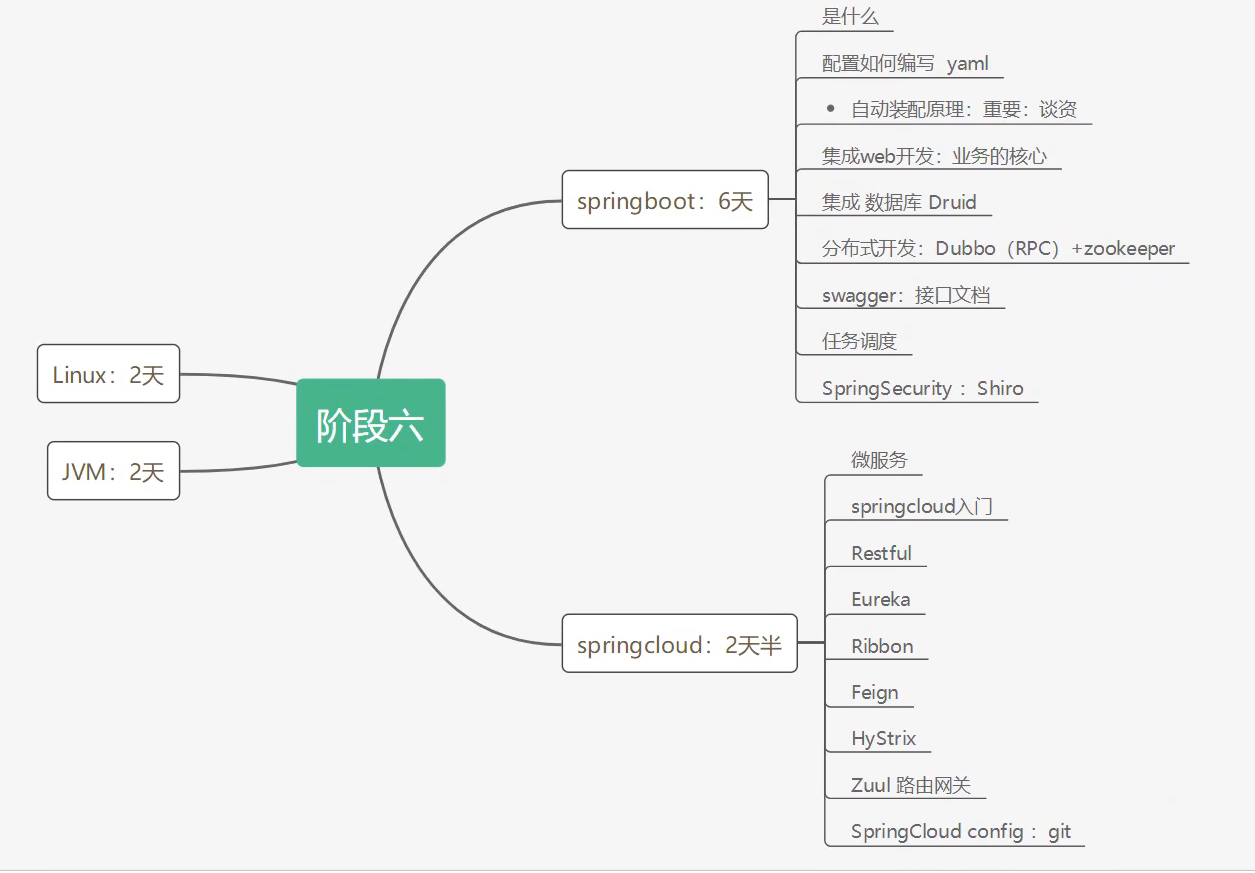 是什么
配置如何编写 yaml
自动装配原理：重要：谈资
集成web开发：业务的核心
springboot：6天
集成 数据库 Druid
分布式开发：Dubbo（RPC）+zookeeper
swagger：接口文档
任务调度
SpringSecurity ：Shiro
Linux：2天
阶段六
JVM：2天
微服务
springcloud入门
Restful
Eureka
springcloud：2天半
Ribbon
Feign
HyStrix
Zuul 路由网关
SpringCloud config ：git